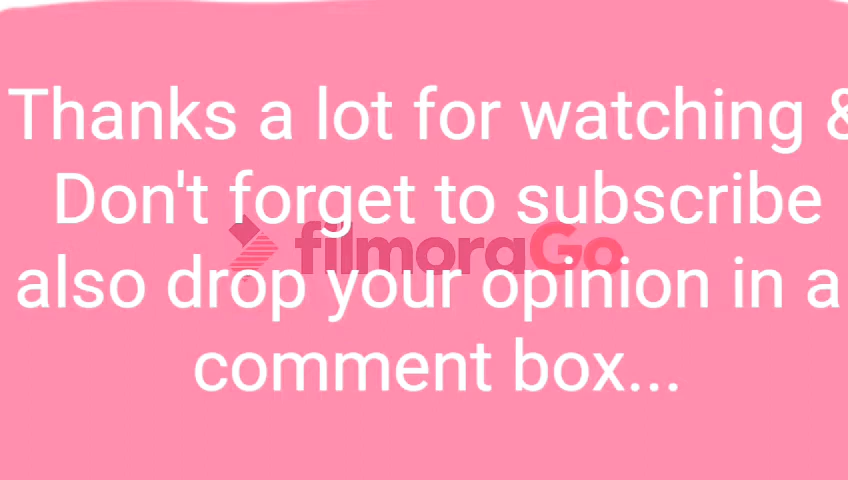 Thanks a lot for watching &
Don't forget to subscribe
filmoraGo
also drop your opinion in a
comment box...